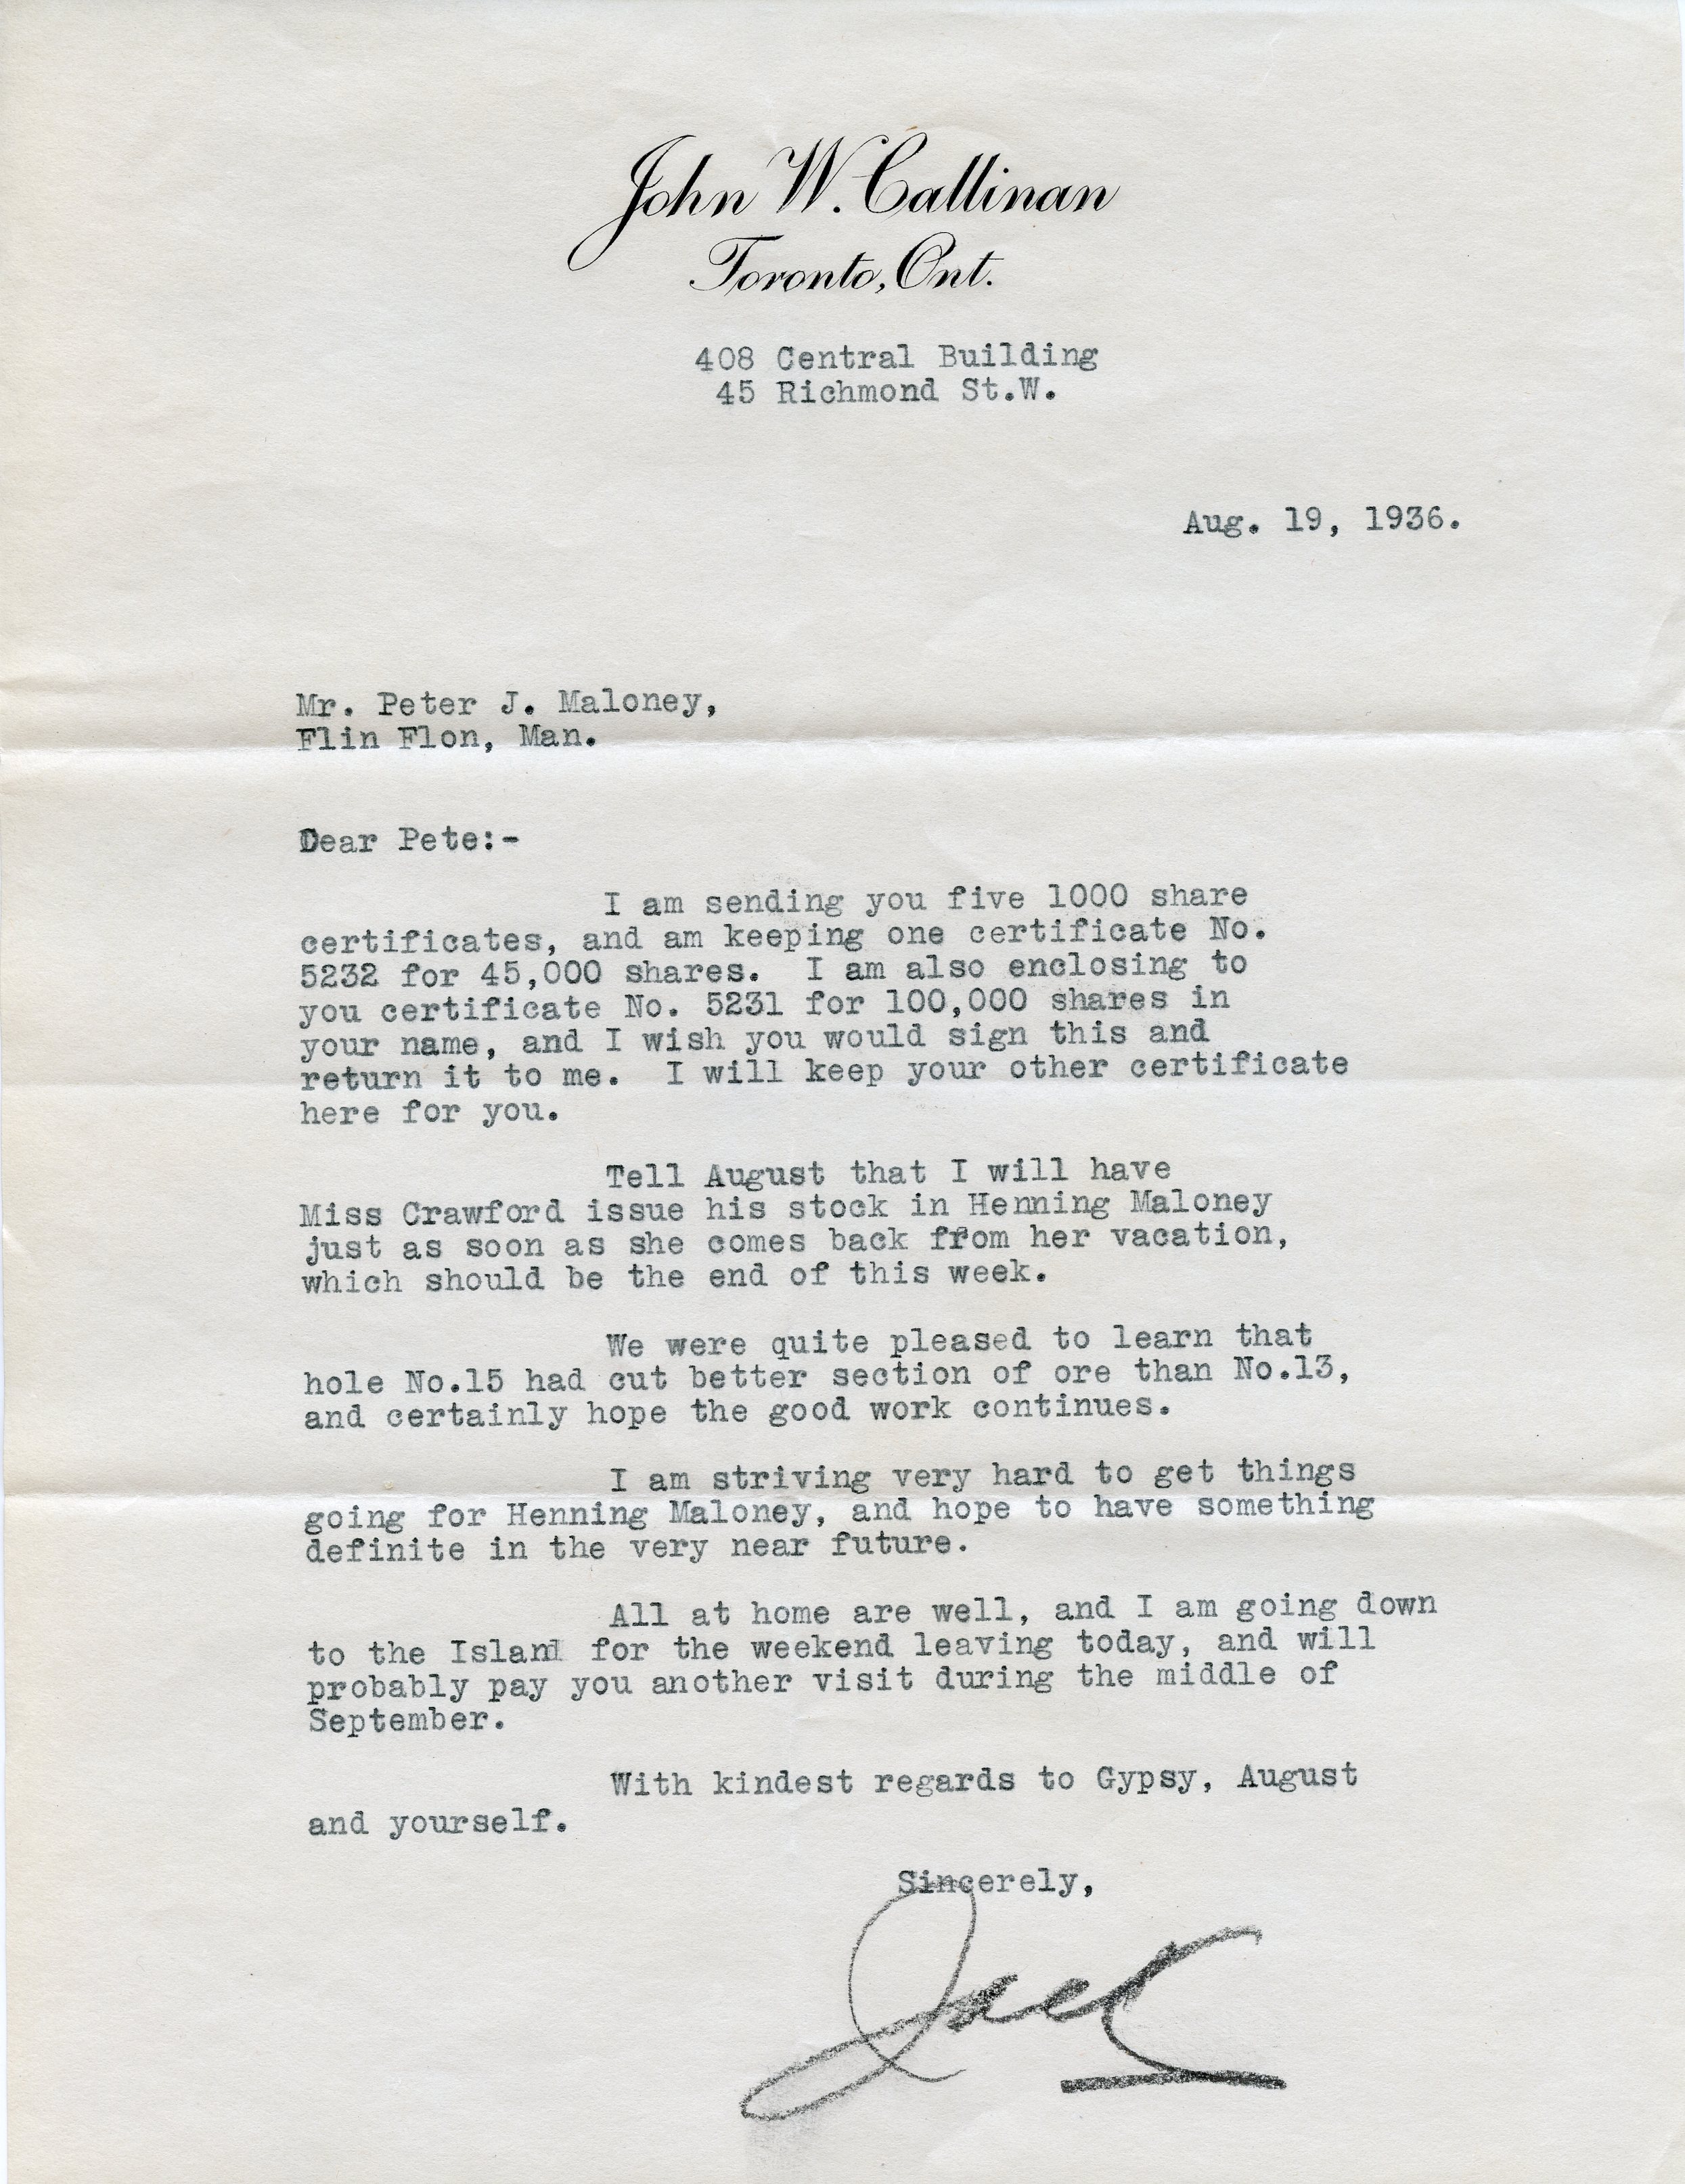 John W. Callinan
Toronto, Ont.
408 Central Building
45 Richmond St.W.
Aug. 19, 1936.
Mr. Peter J. Maloney,
Flin Flon, Man.
Dear Pete:-
I am sending you five 1000 share
certificates, and am keeping one certificate No.
5232 for 45,000 shares.  I am also enclosing to
you certificate No. 5231 for 100,000 shares in
your name, and I wish you would sign this and
return it to me.  I will keep your other certificate
here for you.
Tell August that I will have
Miss Crawford issue his stock in Henning Maloney
just as soon as she comes back from her vacation,
which should be the end of this week.
We were quite pleased to learn that
hole No.15 had cut better section of ore than No.13,
and certainly hope the good work continues.
I am striving very hard to get things
going for Henning Maloney, and hope to have something
definite in the very near future.
All at home are well, and I am going down
to the Island for the weekend leaving today, and will
probably pay you another visit during the middle of
September.
With kindest regards to Gypsy, August
and yourself.
Sincerely,
Jack